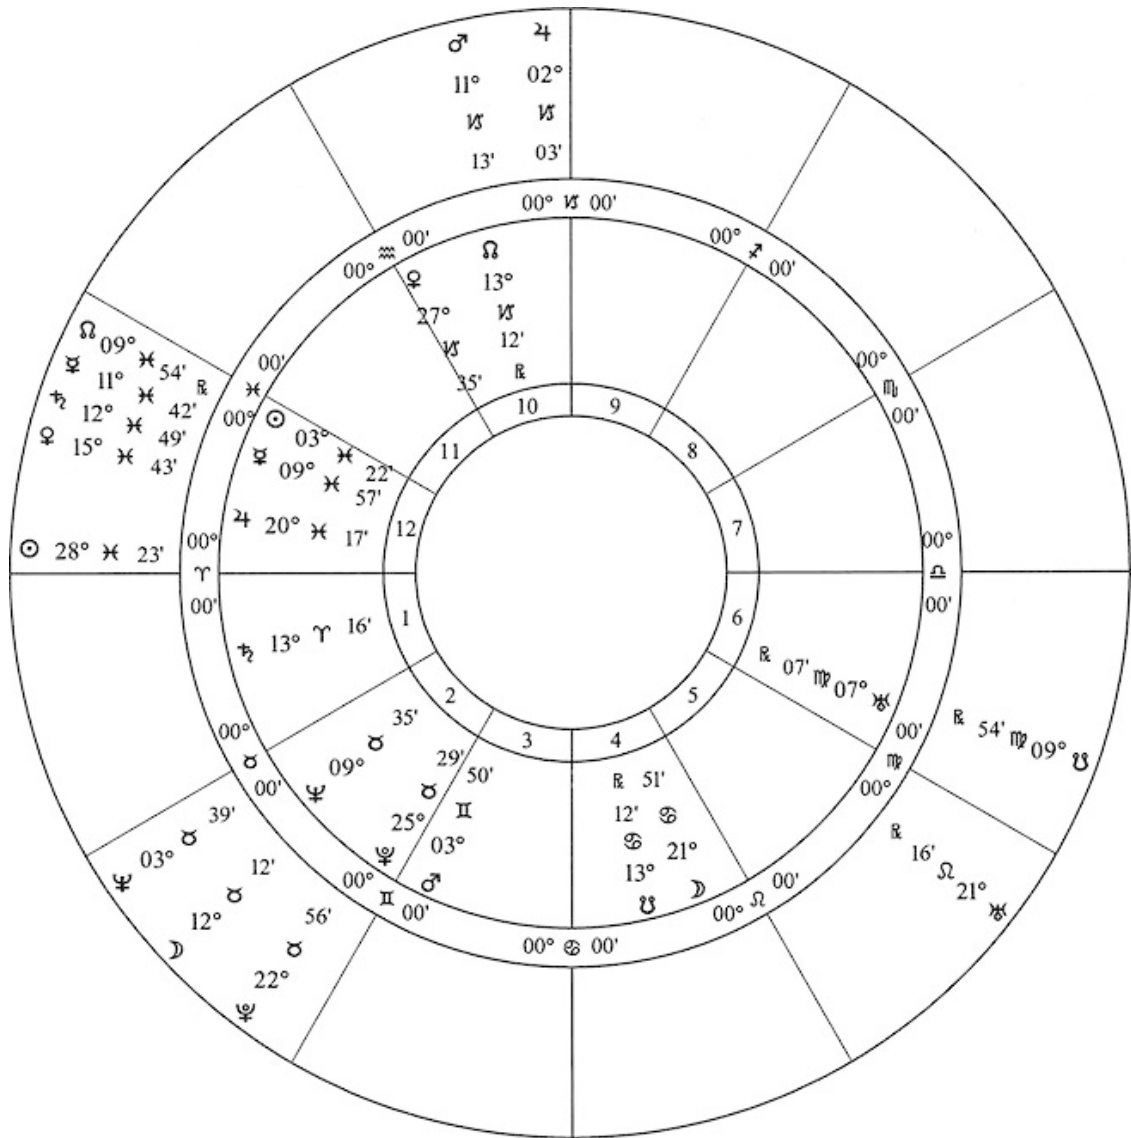 ♂ 11° ♑ 13'
♃ 02° ♑ 03'
00° ♑ 00'
00° ♐ 00'
00° ♏ 00'
00° ♎ 00'
00° ♍ 00'
00° ♌ 00'
00° ♋ 00'
00° ♊ 00'
00° ♉ 00'
00° ♈ 00'
00° ♓ 00'
00° ♒ 00'
☊ 09° ♓ 54' ℞
☿ 11° ♓ 42'
♄ 12° ♓ 49'
♀ 15° ♓ 43'
☉ 28° ♓ 23'
♆ 03° ♉ 39'
☽ 12° ♉ 12'
♇ 22° ♉ 56'
♅ 21° ♌ 16' ℞
☋ 09° ♍ 54' ℞
♀ 27° ♑ 35'
☊ 13° ♑ 12' ℞
☉ 03° ♓ 22'
☿ 09° ♓ 57'
♃ 20° ♓ 17'
♄ 13° ♈ 16'
♆ 09° ♉ 35'
♇ 25° ♉ 29'
♂ 03° ♊ 50'
☋ 13° ♋ 12' ℞
☽ 21° ♋ 51'
♅ 07° ♍ 07' ℞
1
2
3
4
5
6
7
8
9
10
11
12